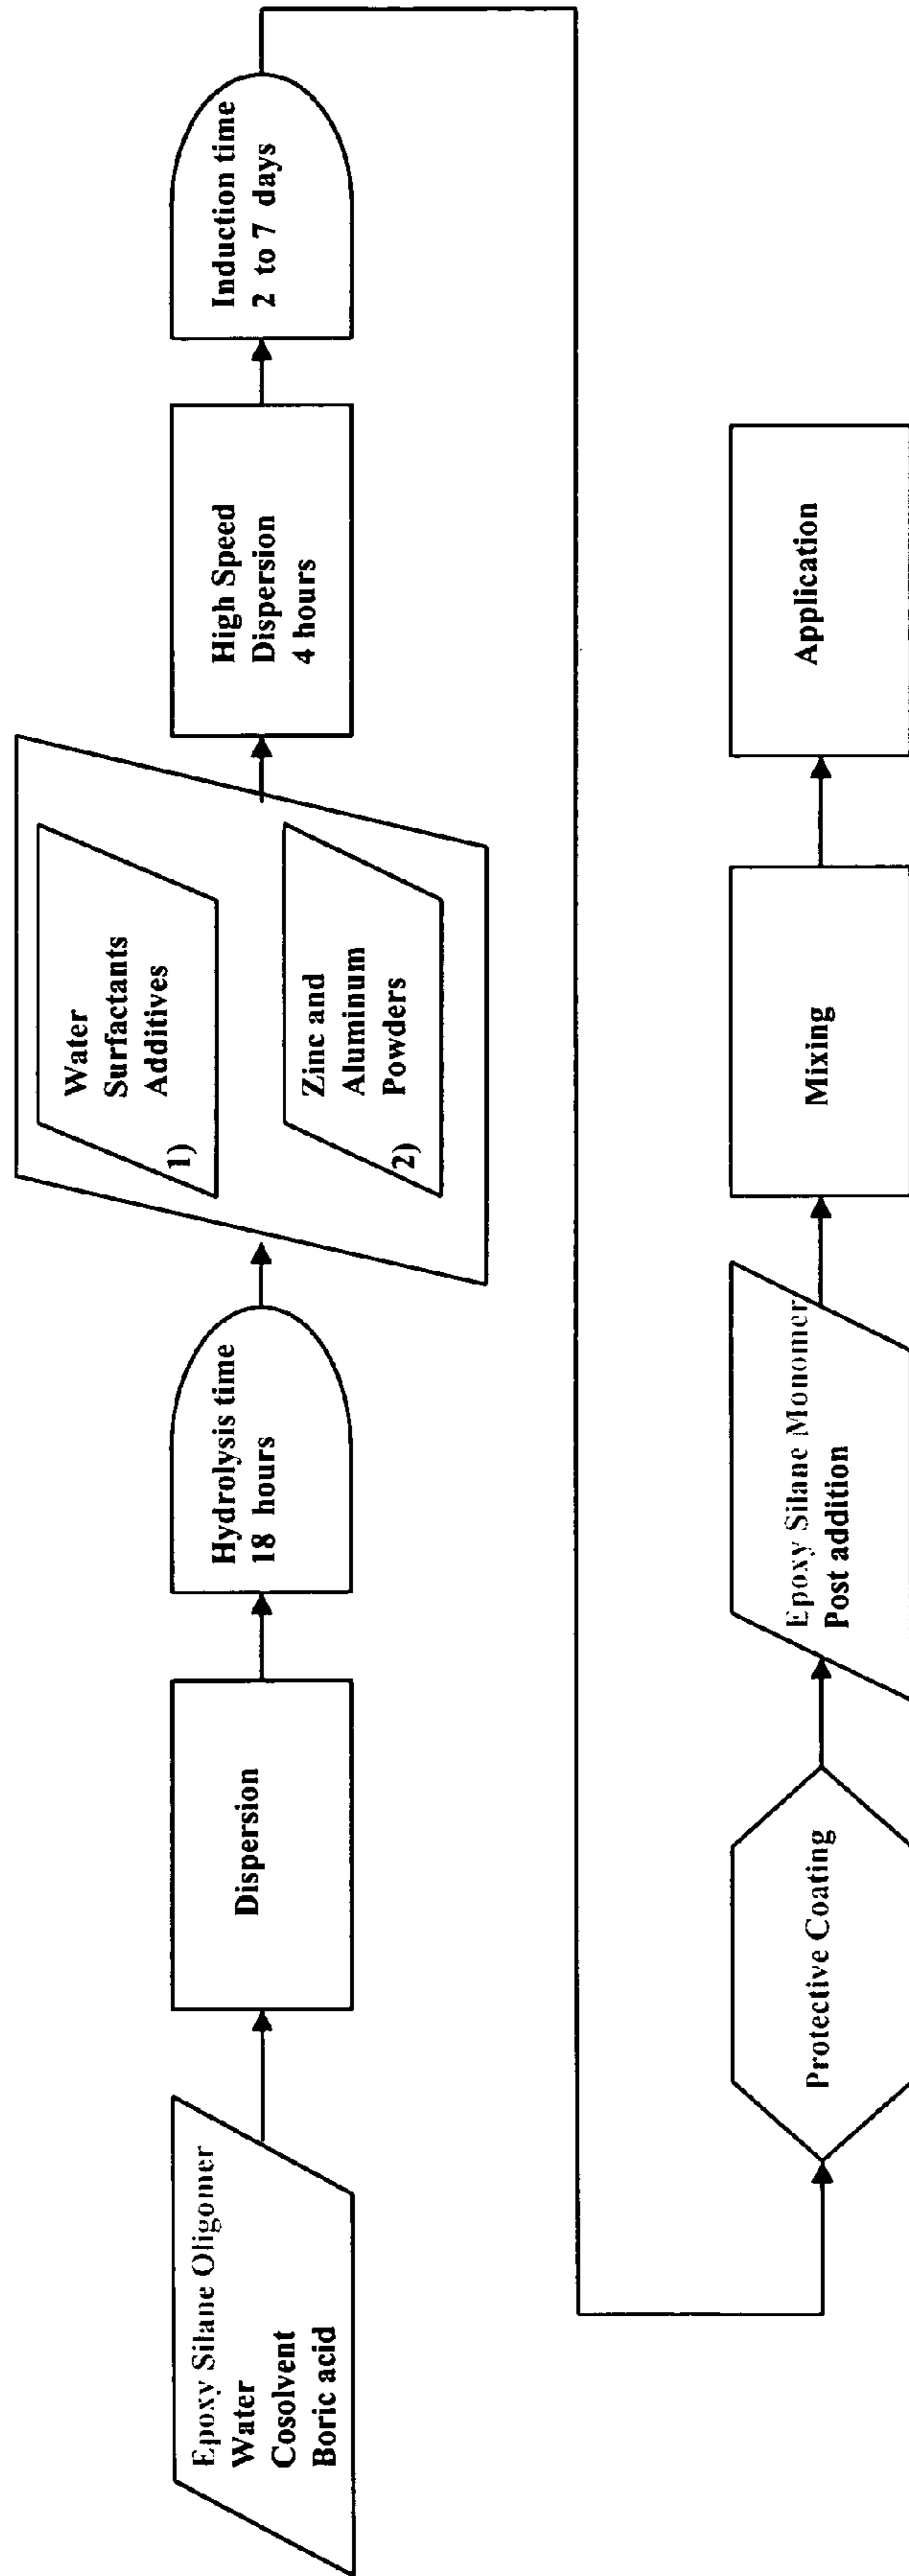 Epoxy Silane Oligomer
Water
Cosolvent
Boric acid
Dispersion
Hydrolysis time
18 hours
Water
Surfactants
Additives
1)
Zinc and
Aluminum
Powders
2)
High Speed
Dispersion
4 hours
Induction time
2 to 7 days
Protective Coating
Epoxy Silane Monomer
Post addition
Mixing
Application